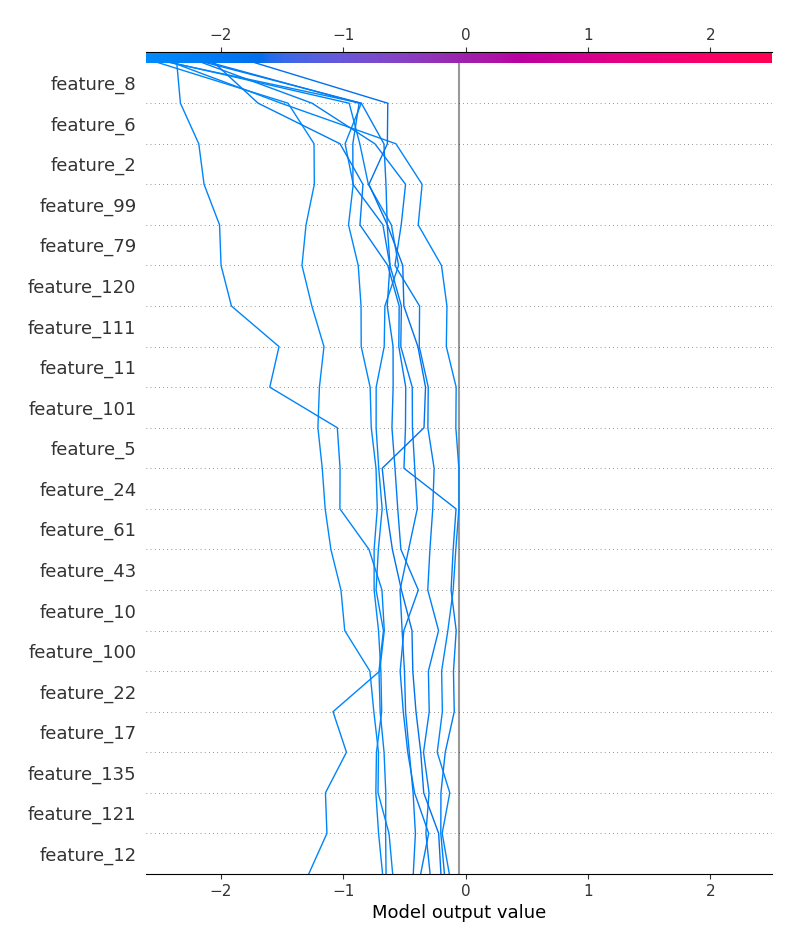 −2 −1 0 1 2
feature_8
feature_6
feature_2
feature_99
feature_79
feature_120
feature_111
feature_11
feature_101
feature_5
feature_24
feature_61
feature_43
feature_10
feature_100
feature_22
feature_17
feature_135
feature_121
feature_12
−2 −1 0 1 2
Model output value